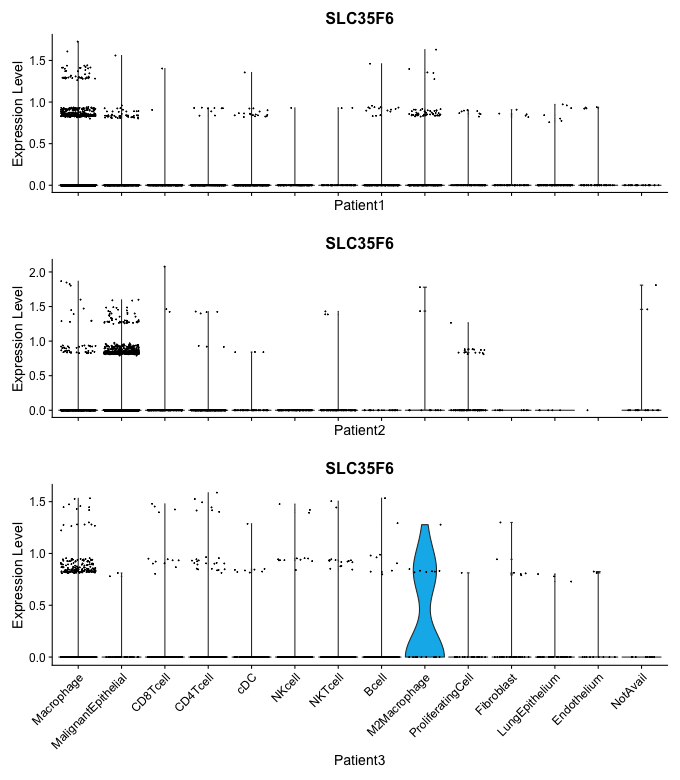 SLC35F6
Expression Level
1.5
1.0
0.5
0.0
Patient1
SLC35F6
Expression Level
2.0
1.5
1.0
0.5
0.0
Patient2
SLC35F6
Expression Level
1.5
1.0
0.5
0.0
Macrophage
MalignantEpithelial
CD8Tcell
CD4Tcell
cDC
NKcell
NKTcell
Bcell
M2Macrophage
ProliferatingCell
Fibroblast
LungEpithelium
Endothelium
NotAvail
Patient3